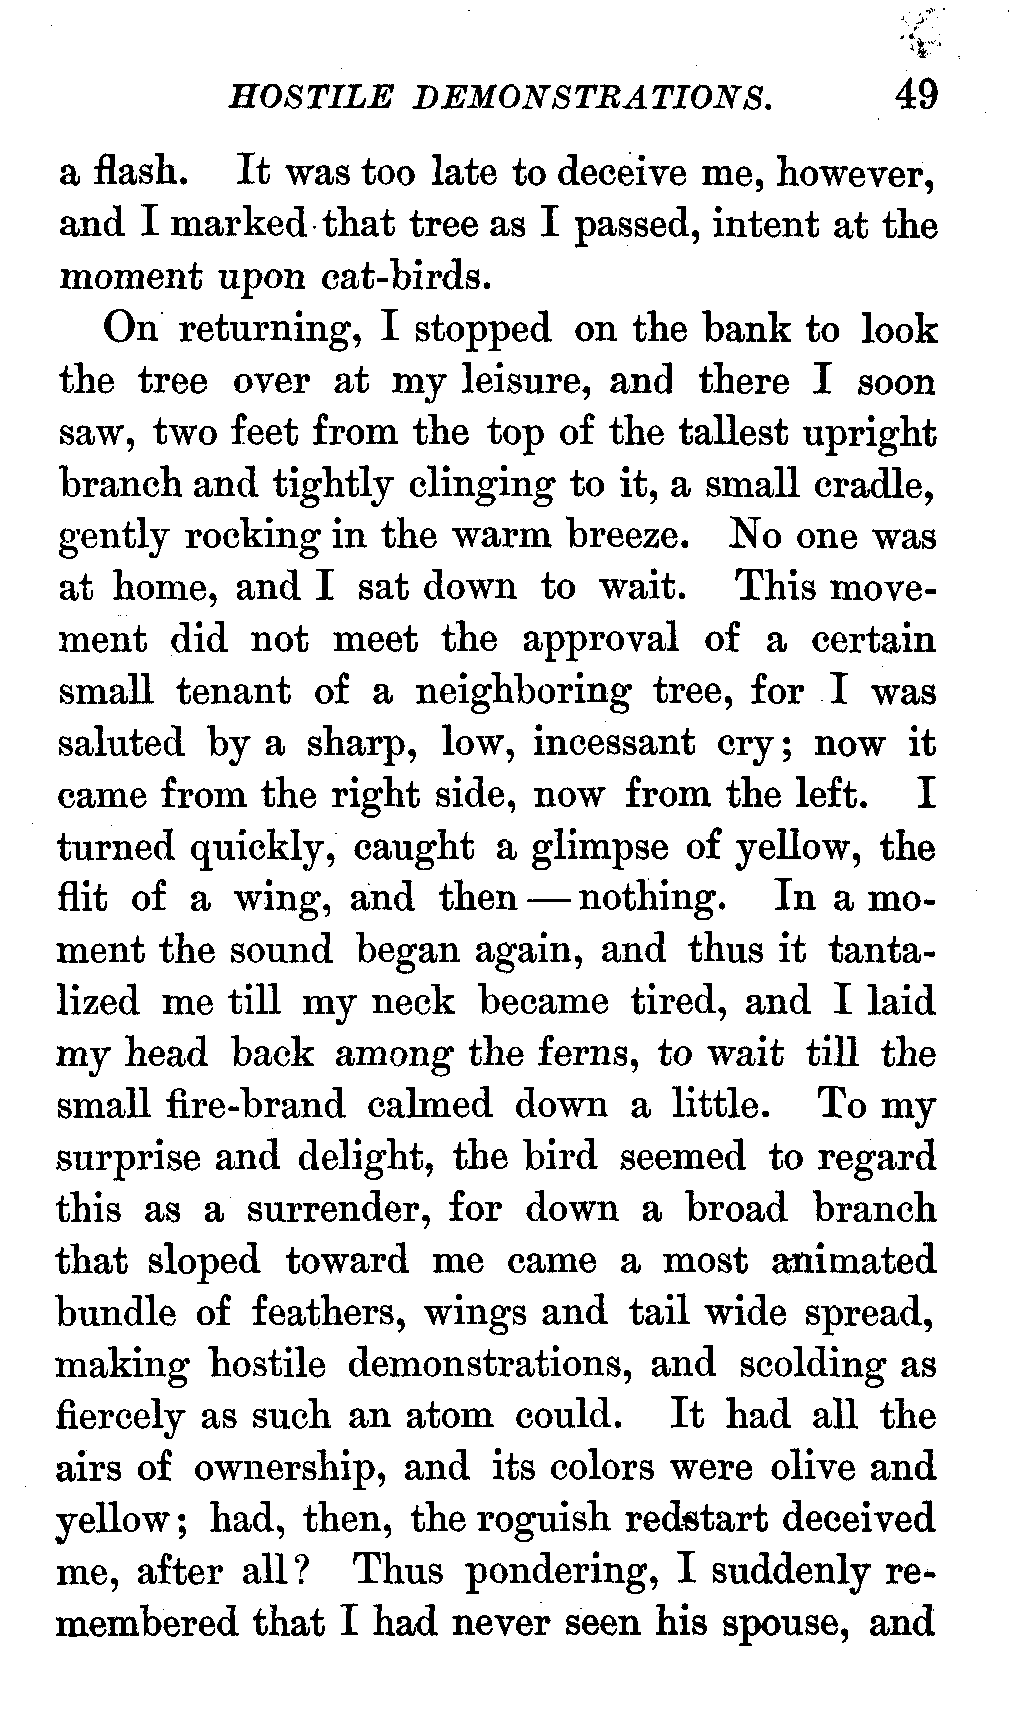 HOSTILE DEMONSTRATIONS. 49
a flash. It was too late to deceive me, however,
and I marked that tree as I passed, intent at the
moment upon cat-birds.
On returning, I stopped on the bank to look
the tree over at my leisure, and there I soon
saw, two feet from the top of the tallest upright
branch and tightly clinging to it, a small cradle,
gently rocking in the warm breeze. No one was
at home, and I sat down to wait. This move-
ment did not meet the approval of a certain
small tenant of a neighboring tree, for I was
saluted by a sharp, low, incessant cry; now it
came from the right side, now from the left. I
turned quickly, caught a glimpse of yellow, the
flit of a wing, and then — nothing. In a mo-
ment the sound began again, and thus it tanta-
lized me till my neck became tired, and I laid
my head back among the ferns, to wait till the
small fire-brand calmed down a little. To my
surprise and delight, the bird seemed to regard
this as a surrender, for down a broad branch
that sloped toward me came a most animated
bundle of feathers, wings and tail wide spread,
making hostile demonstrations, and scolding as
fiercely as such an atom could. It had all the
airs of ownership, and its colors were olive and
yellow; had, then, the roguish redstart deceived
me, after all? Thus pondering, I suddenly re-
membered that I had never seen his spouse, and